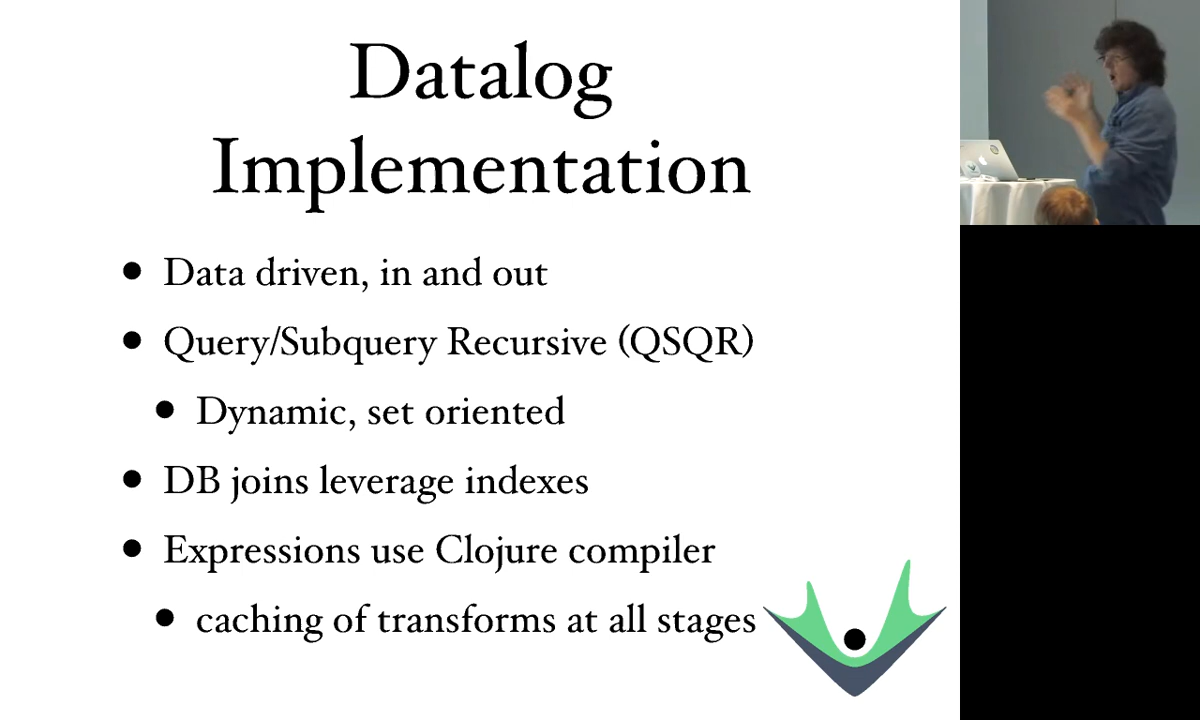 Datalog
Implementation
• Data driven, in and out
• Query/Subquery Recursive (QSQR)
• Dynamic, set oriented
• DB joins leverage indexes
• Expressions use Clojure compiler
• caching of transforms at all stages